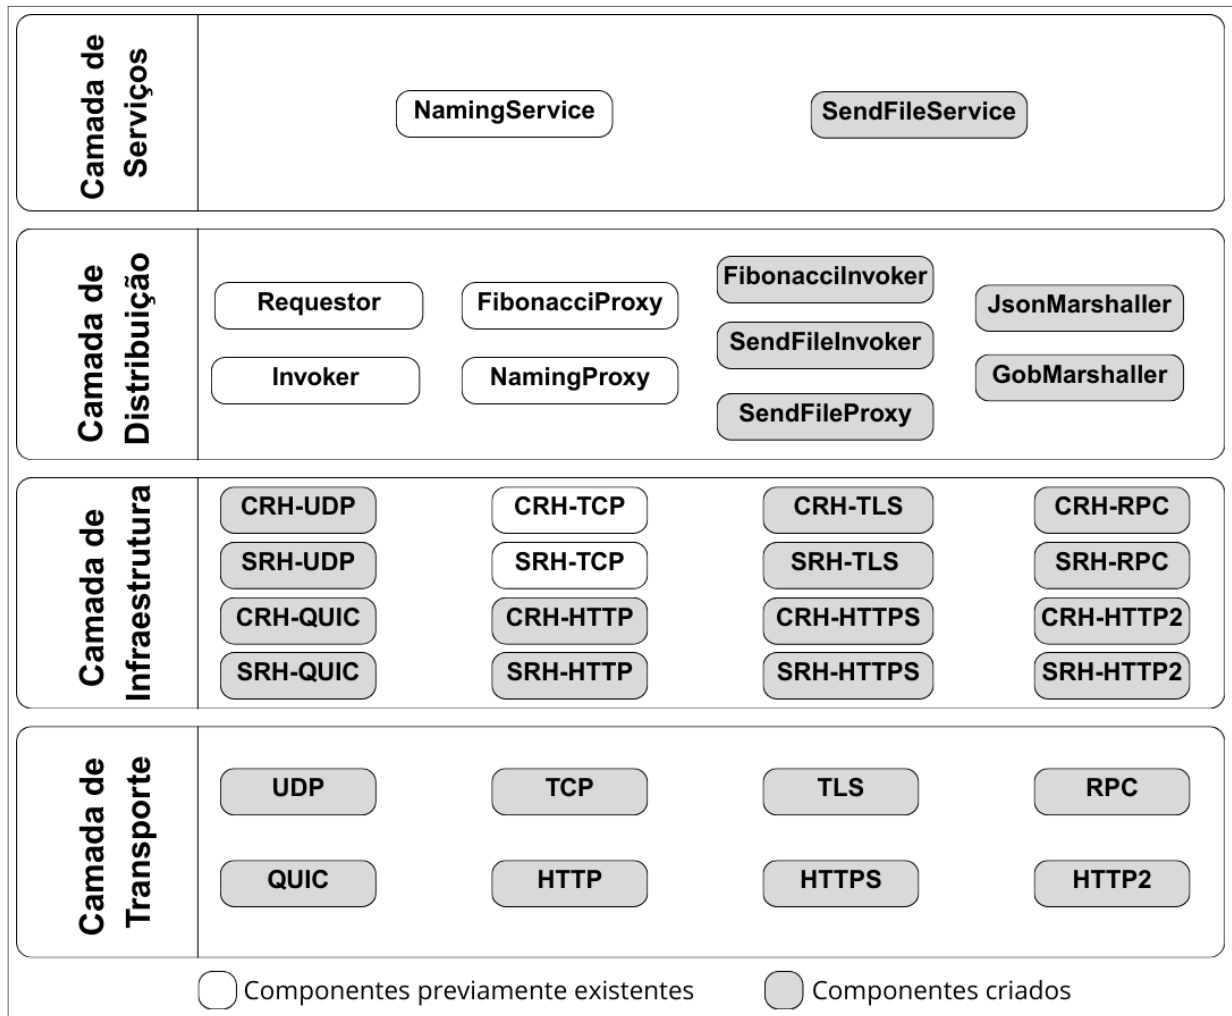 Camada de
Serviços
NamingService
SendFileService
Camada de
Distribuição
Requestor
FibonacciProxy
FibonacciInvoker
JsonMarshaller
SendFileInvoker
Invoker
NamingProxy
GobMarshaller
SendFileProxy
Camada de
Infraestrutura
CRH-UDP
CRH-TCP
CRH-TLS
CRH-RPC
SRH-UDP
SRH-TCP
SRH-TLS
SRH-RPC
CRH-QUIC
CRH-HTTP
CRH-HTTPS
CRH-HTTP2
SRH-QUIC
SRH-HTTP
SRH-HTTPS
SRH-HTTP2
Camada de
Transporte
UDP
TCP
TLS
RPC
QUIC
HTTP
HTTPS
HTTP2
Componentes previamente existentes
Componentes criados